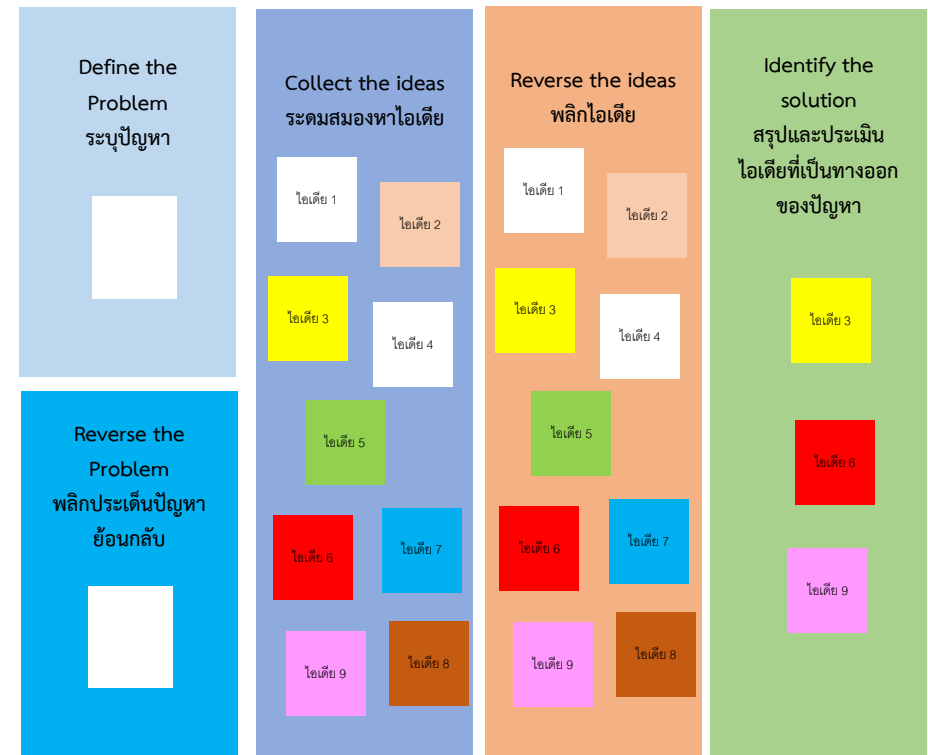 Define the
Problem
ระบุปัญหา
Reverse the
Problem
พลิกประเด็นปัญหา
ย้อนกลับ
Collect the ideas
ระดมสมองหาไอเดีย
ไอเดีย 1
ไอเดีย 2
ไอเดีย 3
ไอเดีย 4
ไอเดีย 5
ไอเดีย 6
ไอเดีย 7
ไอเดีย 9
ไอเดีย 8
Reverse the ideas
พลิกไอเดีย
ไอเดีย 1
ไอเดีย 2
ไอเดีย 3
ไอเดีย 4
ไอเดีย 5
ไอเดีย 6
ไอเดีย 7
ไอเดีย 9
ไอเดีย 8
Identify the
solution
สรุปและประเมิน
ไอเดียที่เป็นทางออก
ของปัญหา
ไอเดีย 3
ไอเดีย 6
ไอเดีย 9